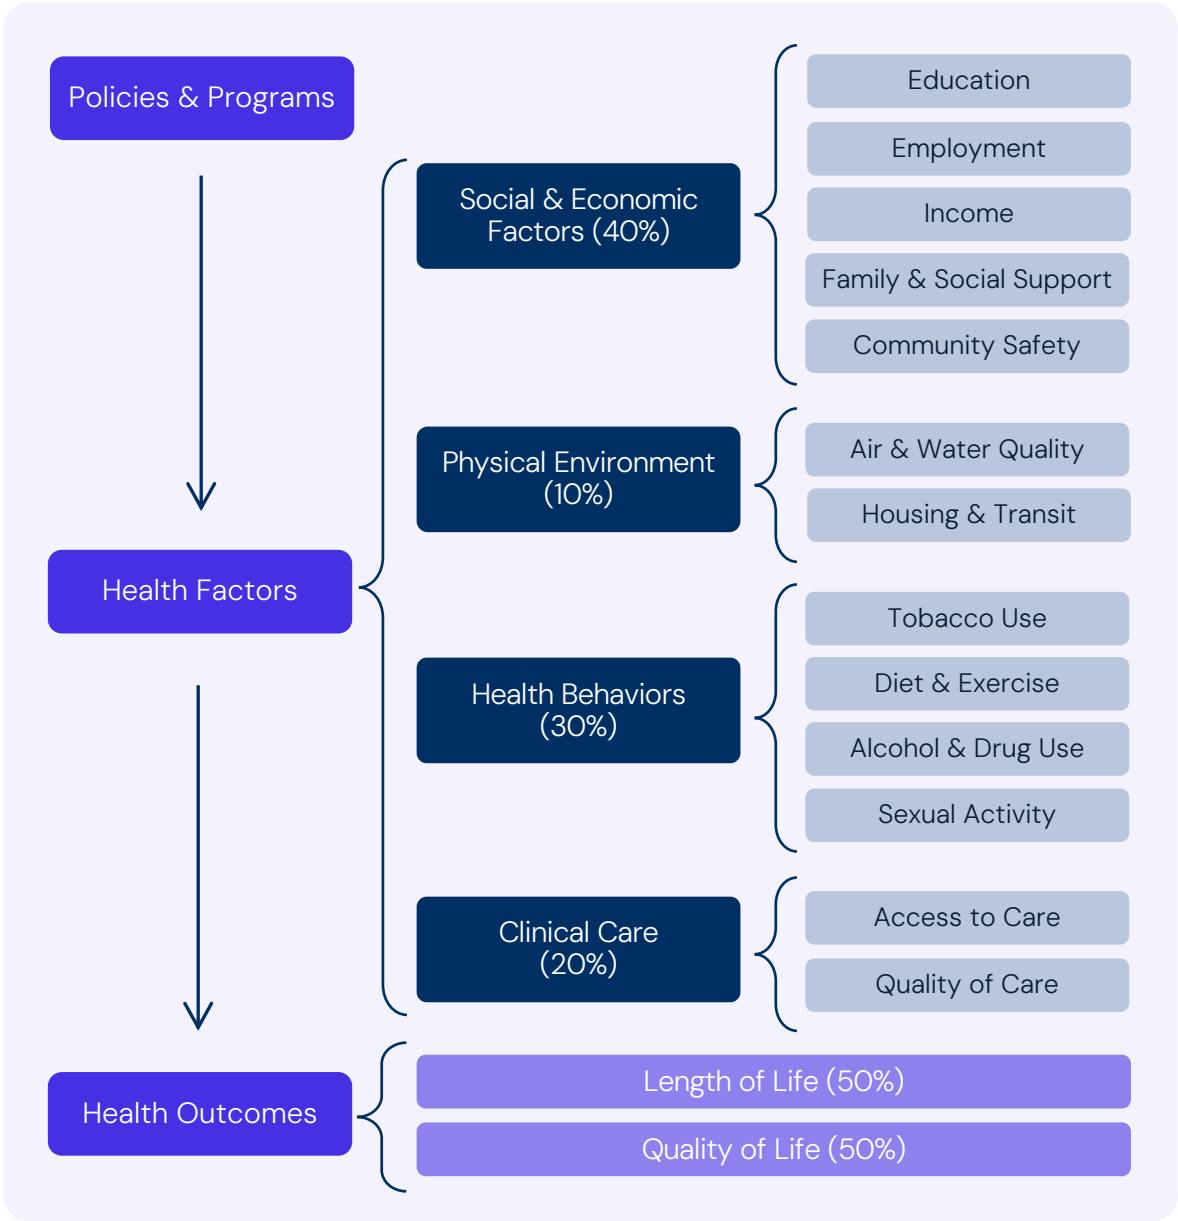 Policies & Programs
Health Factors
Social & Economic
Factors (40%)
Education
Employment
Income
Family & Social Support
Community Safety
Physical Environment
(10%)
Air & Water Quality
Housing & Transit
Health Behaviors
(30%)
Tobacco Use
Diet & Exercise
Alcohol & Drug Use
Sexual Activity
Clinical Care
(20%)
Access to Care
Quality of Care
Health Outcomes
Length of Life (50%)
Quality of Life (50%)